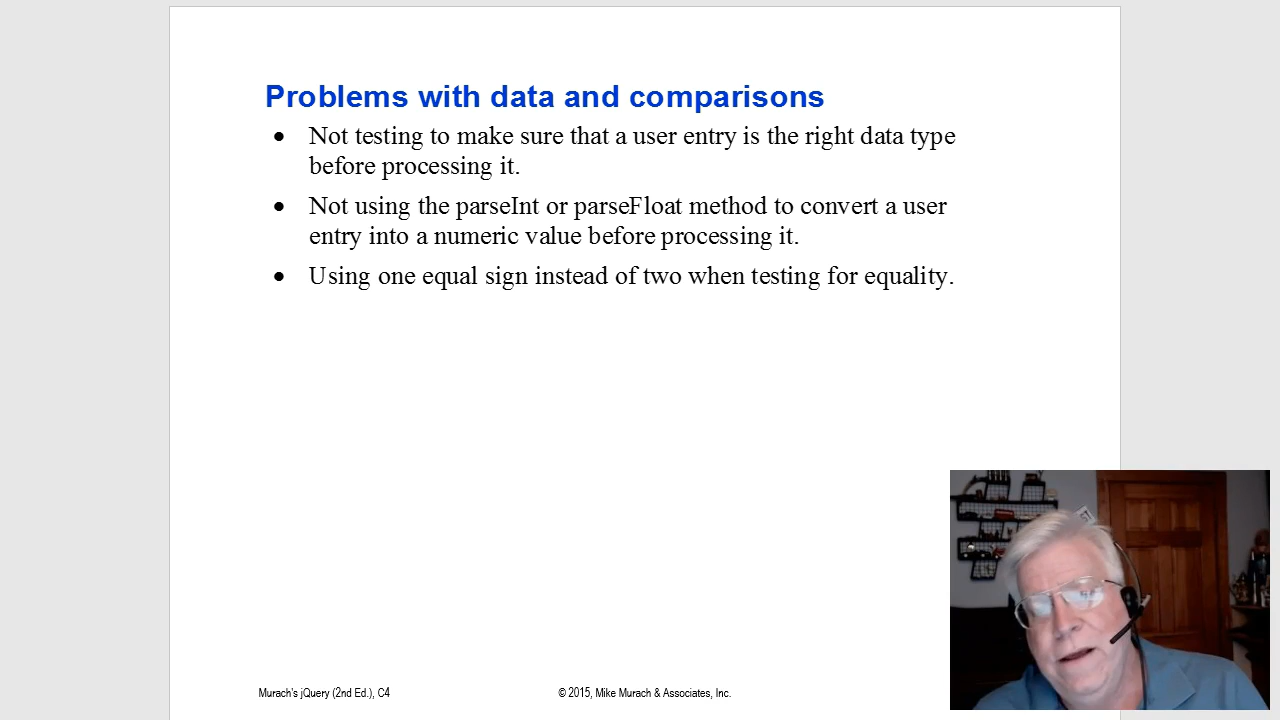 Problems with data and comparisons
• Not testing to make sure that a user entry is the right data type
before processing it.
• Not using the parseInt or parseFloat method to convert a user
entry into a numeric value before processing it.
• Using one equal sign instead of two when testing for equality.
Murach's jQuery (2nd Ed.), C4
© 2015, Mike Murach & Associates, Inc.